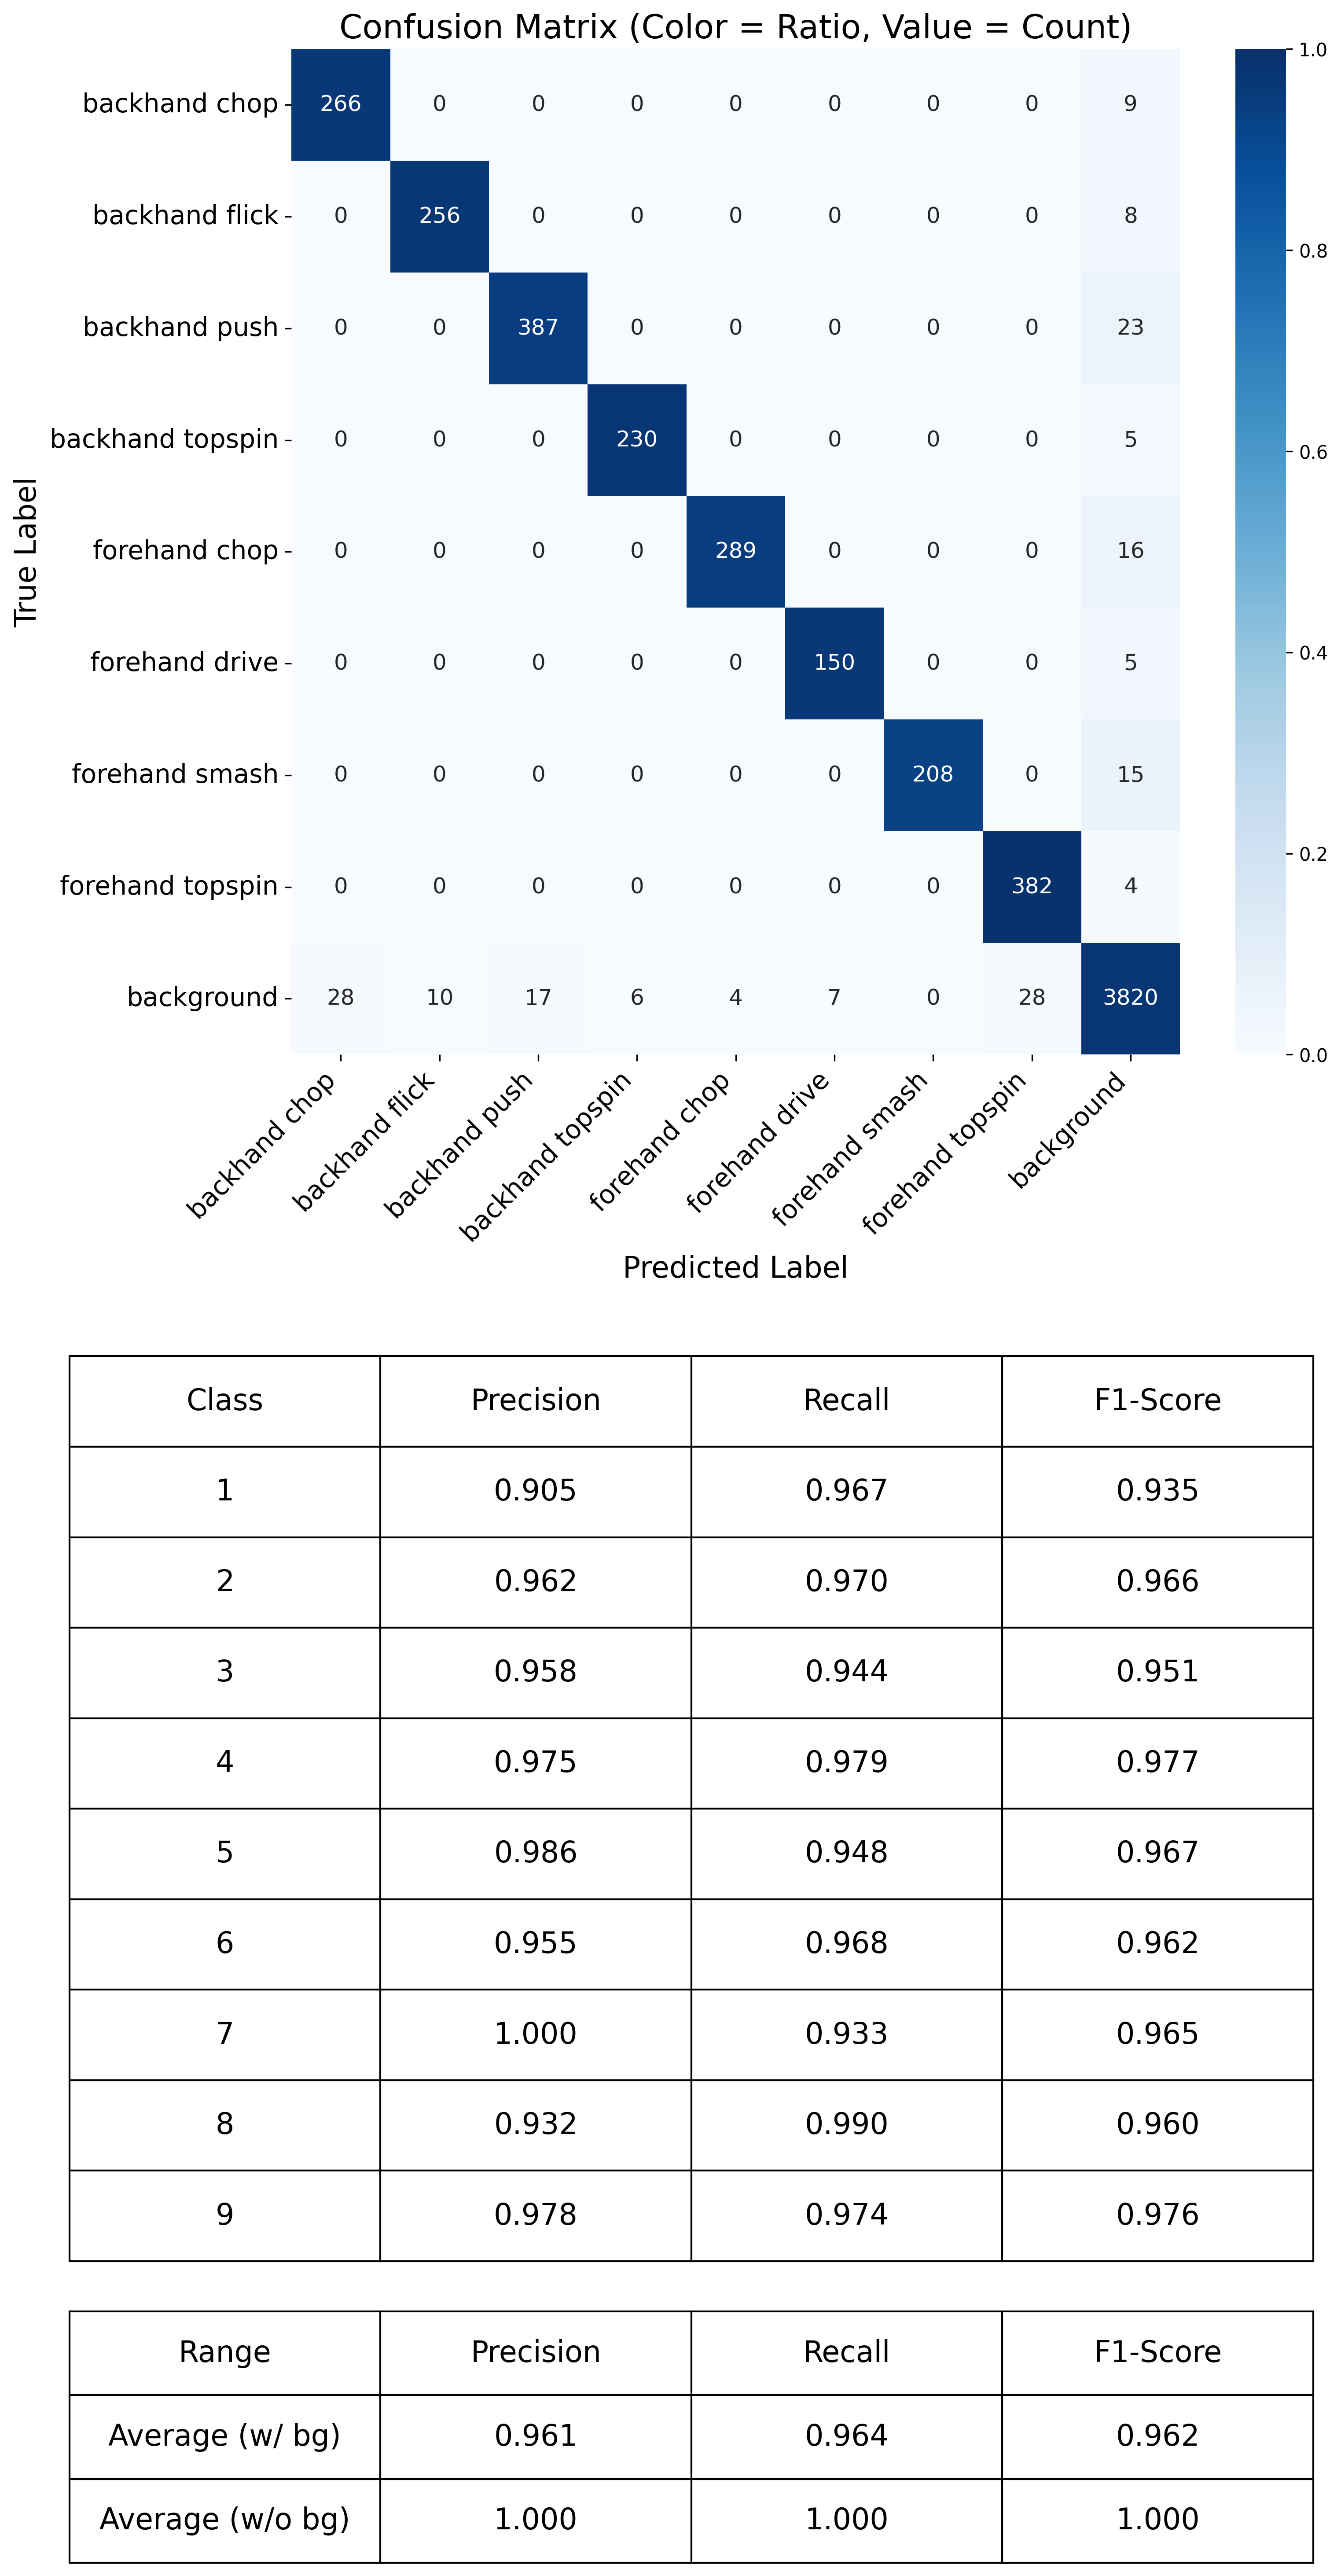 Confusion Matrix (Color = Ratio, Value = Count)
True Label
backhand chop 266 0 0 0 0 0 0 0 9
backhand flick 0 256 0 0 0 0 0 0 8
backhand push 0 0 387 0 0 0 0 0 23
backhand topspin 0 0 0 230 0 0 0 0 5
forehand chop 0 0 0 0 289 0 0 0 16
forehand drive 0 0 0 0 0 150 0 0 5
forehand smash 0 0 0 0 0 0 208 0 15
forehand topspin 0 0 0 0 0 0 0 382 4
background 28 10 17 6 4 7 0 28 3820
backhand chop
backhand flick
backhand push
backhand topspin
forehand chop
forehand drive
forehand smash
forehand topspin
background
Predicted Label
1.0
0.8
0.6
0.4
0.2
0.0
Class Precision Recall F1-Score
1 0.905 0.967 0.935
2 0.962 0.970 0.966
3 0.958 0.944 0.951
4 0.975 0.979 0.977
5 0.986 0.948 0.967
6 0.955 0.968 0.962
7 1.000 0.933 0.965
8 0.932 0.990 0.960
9 0.978 0.974 0.976
Range Precision Recall F1-Score
Average (w/ bg) 0.961 0.964 0.962
Average (w/o bg) 1.000 1.000 1.000